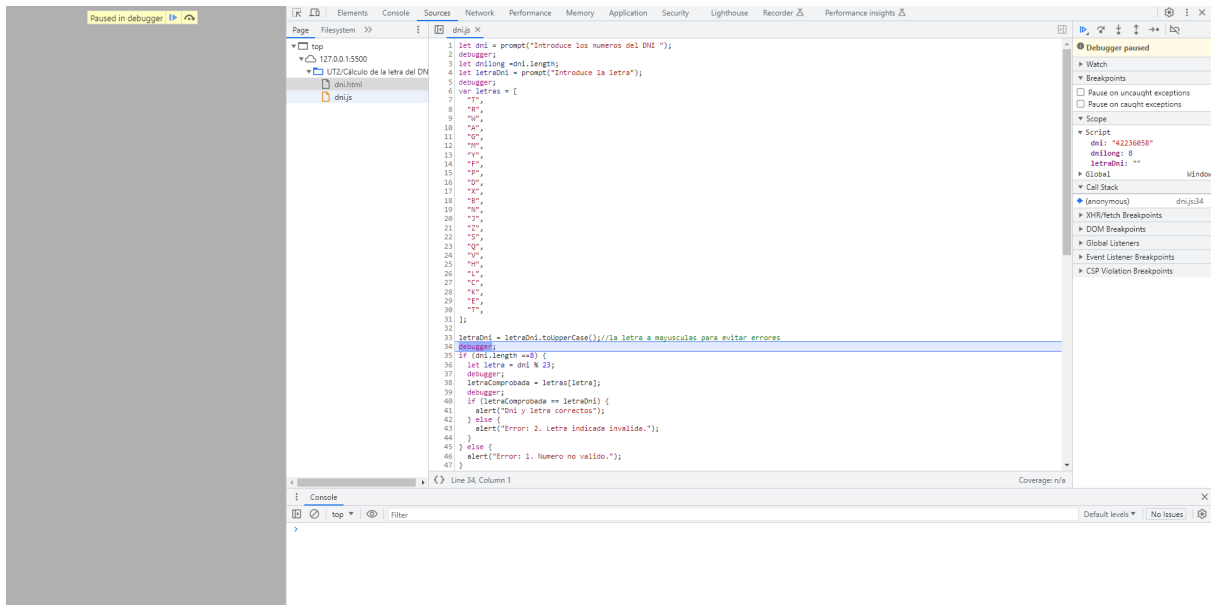 Paused in debugger
Elements Console Sources Network Performance Memory Application Security Lighthouse Recorder Performance insights
Page Filesystem
dni.js
top
127.0.0.1:5500
UT2/Cálculo de la letra del DN
dni.html
dni.js
1 let dni = prompt("Introduce los numeros del DNI ");
2 debugger;
3 let dnilong =dni.length;
4 let letraDni = prompt("Introduce la letra");
5 debugger;
6 var letras = [
7 "T",
8 "R",
9 "W",
10 "A",
11 "G",
12 "M",
13 "Y",
14 "F",
15 "P",
16 "D",
17 "X",
18 "B",
19 "N",
20 "J",
21 "Z",
22 "S",
23 "Q",
24 "V",
25 "H",
26 "L",
27 "C",
28 "K",
29 "E",
30 "T",
31 ];
32
33 letraDni = letraDni.toUpperCase();//la letra a mayusculas para evitar errores
34 debugger;
35 if (dni.length ==8) {
36 let letra = dni % 23;
37 debugger;
38 letraComprobada = letras[letra];
39 debugger;
40 if (letraComprobada == letraDni) {
41 alert("Dni y letra correctos");
42 } else {
43 alert("Error: 2. Letra indicada invalida.");
44 }
45 } else {
46 alert("Error: 1. Numero no valido.");
47 }
{} Line 34, Column 1
Coverage: n/a
Debugger paused
Watch
Breakpoints
Pause on uncaught exceptions
Pause on caught exceptions
Scope
Script
dni: "42236058"
dnilong: 8
letraDni: ""
Global Window
Call Stack
(anonymous) dni.js:34
XHR/fetch Breakpoints
DOM Breakpoints
Global Listeners
Event Listener Breakpoints
CSP Violation Breakpoints
Console
top Filter Default levels No Issues